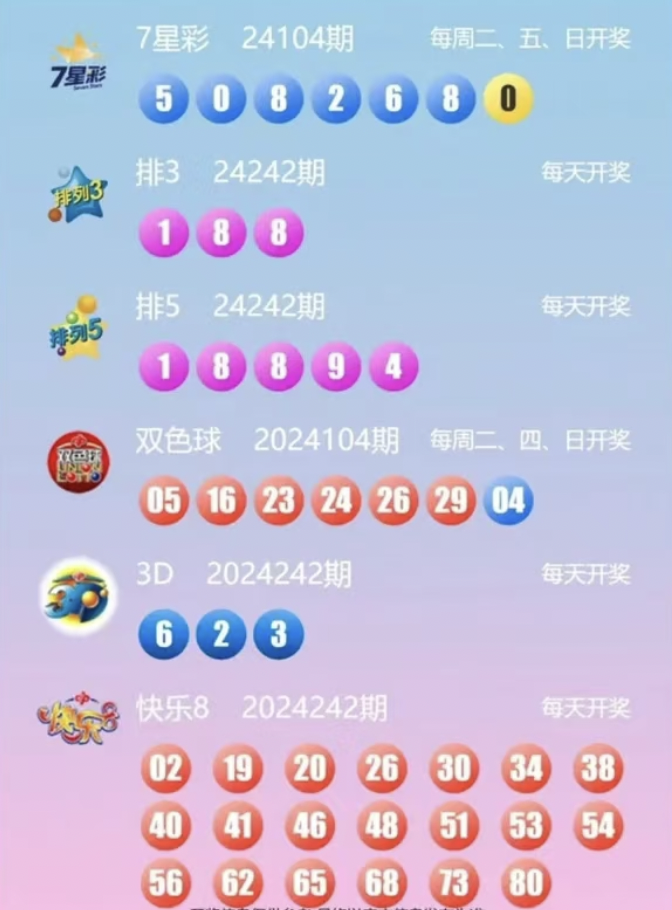 7星彩 24104期 每周二、五、日开奖
7星彩
5 0 8 2 6 8 0
排3 24242期 每天开奖
排列3
1 8 8
排5 24242期 每天开奖
排列5
1 8 8 9 4
双色球 2024104期 每周二、四、日开奖
双色球
05 16 23 24 26 29 04
3D 2024242期 每天开奖
3D
6 2 3
快乐8 2024242期 每天开奖
快乐8
02 19 20 26 30 34 38
40 41 46 48 51 53 54
56 62 65 68 73 80